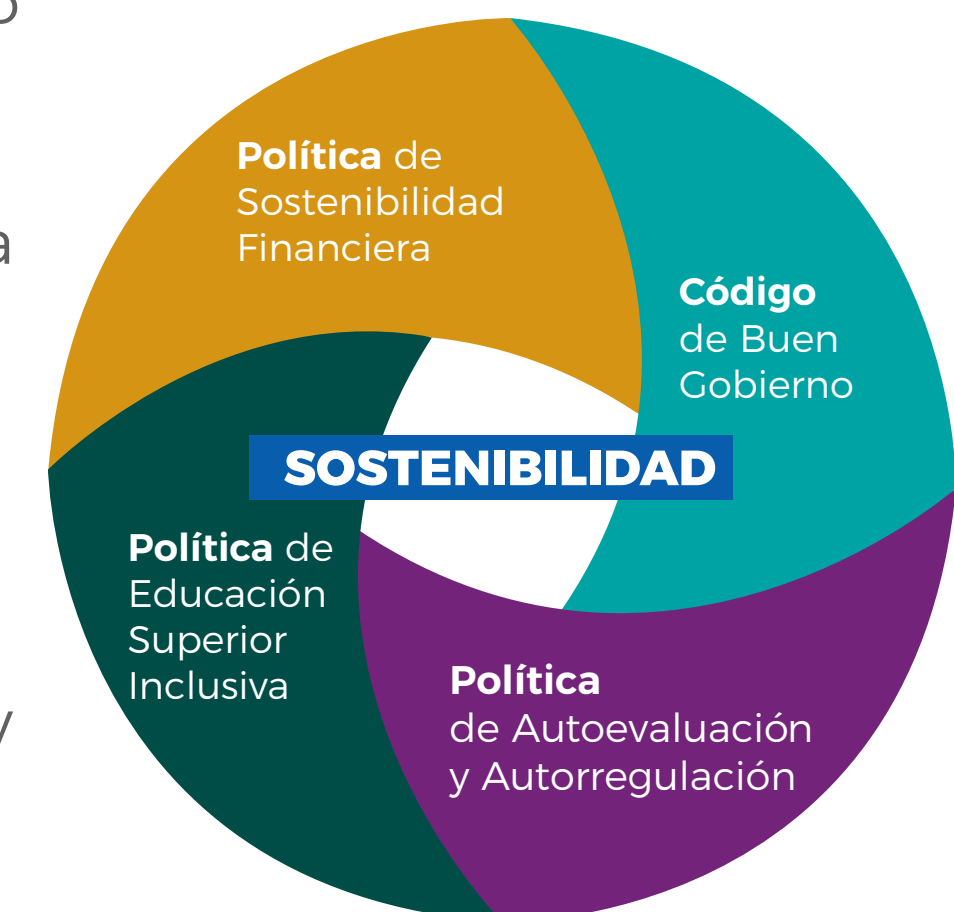 Política de
Sostenibilidad
Financiera
Código
de Buen
Gobierno
SOSTENIBILIDAD
Política de
Educación
Superior
Inclusiva
Política
de Autoevaluación
y Autorregulación
y